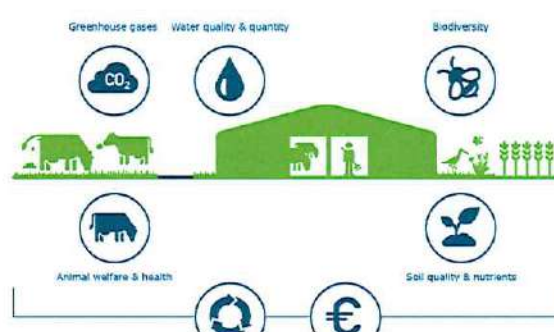 Greenhouse gases
Water quality & quantity
Biodiversity
CO₂
Animal welfare & health
Soil quality & nutrients
€